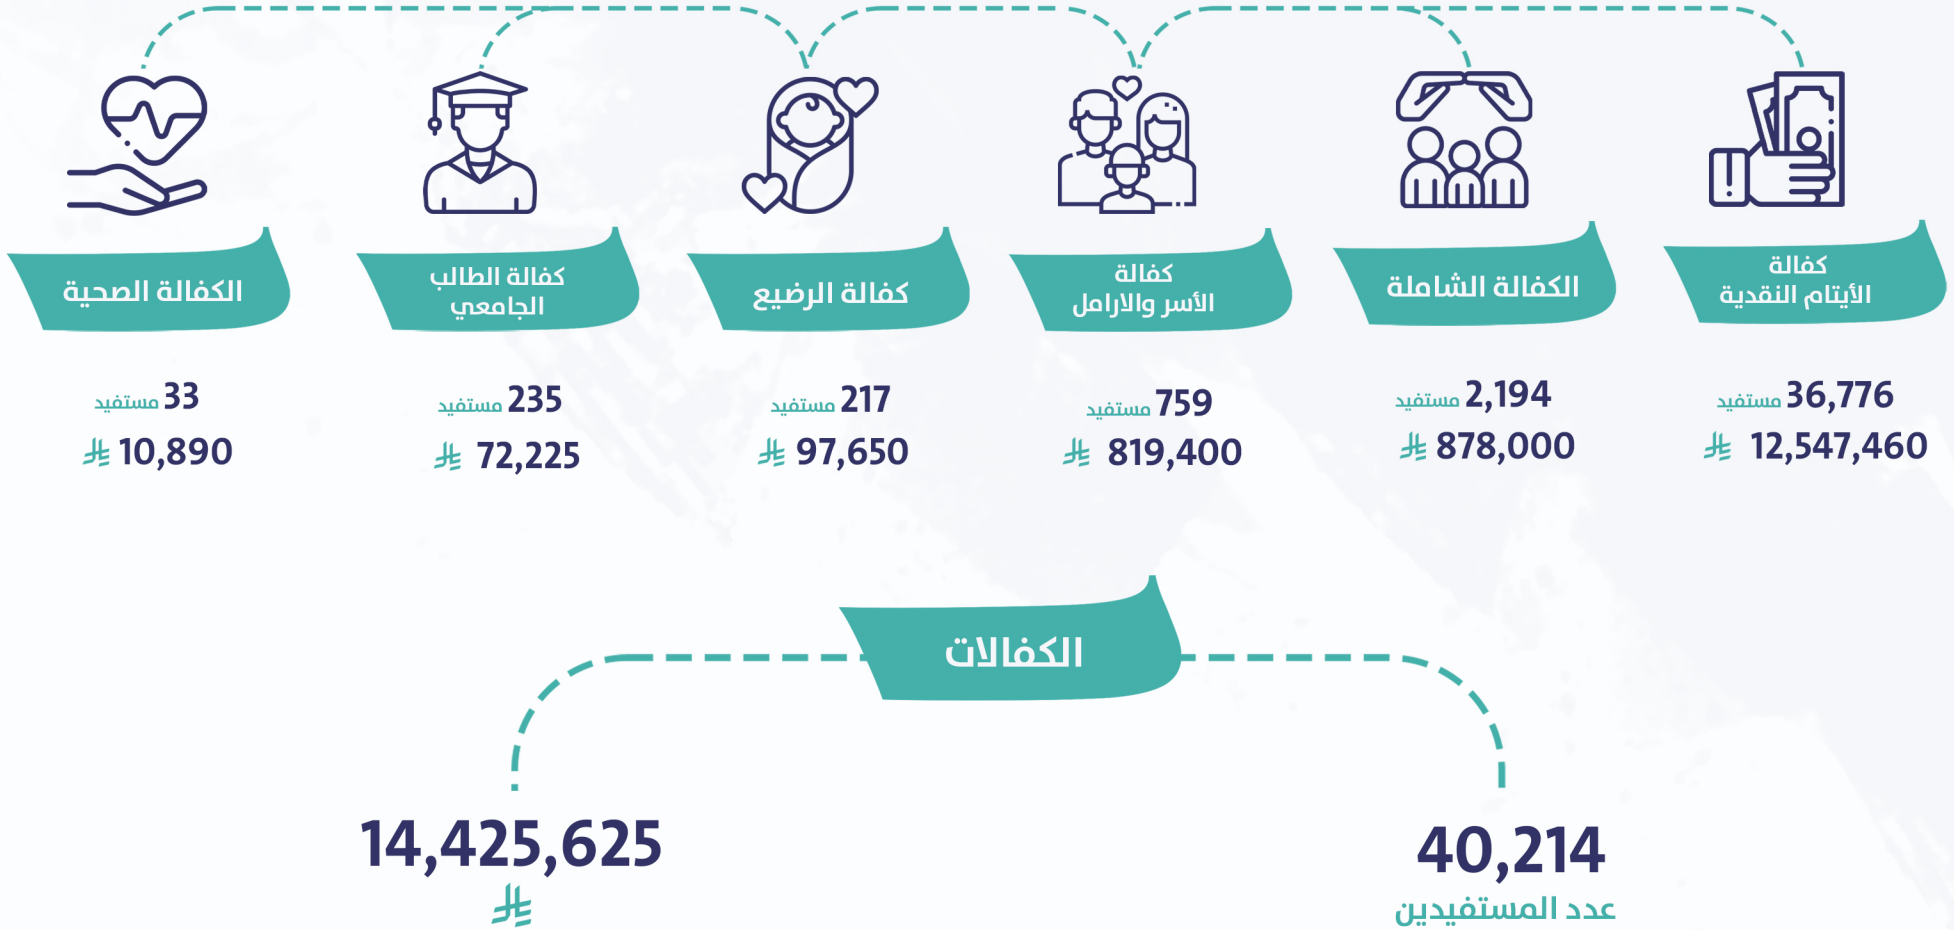 كفالة
الأيتام النقدية
36,776 مستفيد
12,547,460 ⃁
الكفالة الشاملة
2,194 مستفيد
878,000 ⃁
كفالة
الأسر والارامل
759 مستفيد
819,400 ⃁
كفالة الرضيع
217 مستفيد
97,650 ⃁
كفالة الطالب
الجامعي
235 مستفيد
72,225 ⃁
الكفالة الصحية
33 مستفيد
10,890 ⃁
الكفالات
40,214
عدد المستفيدين
14,425,625
⃁